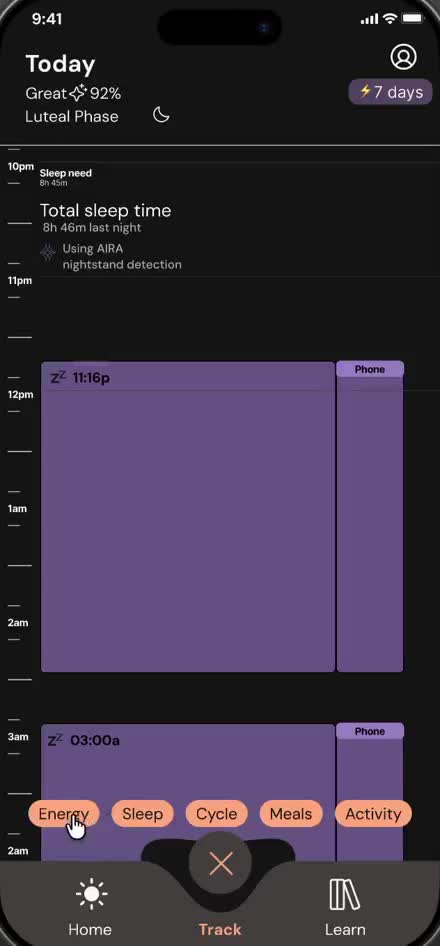 9:41
Today
Great 92%
⚡7 days
Luteal Phase
10pm
Sleep need
8h 45m
Total sleep time
8h 46m last night
Using AIRA
nightstand detection
11pm
zᶻ 11:16p
Phone
12pm
1am
2am
3am
zᶻ 03:00a
Phone
Energy
Sleep
Cycle
Meals
Activity
2am
Home
Track
Learn